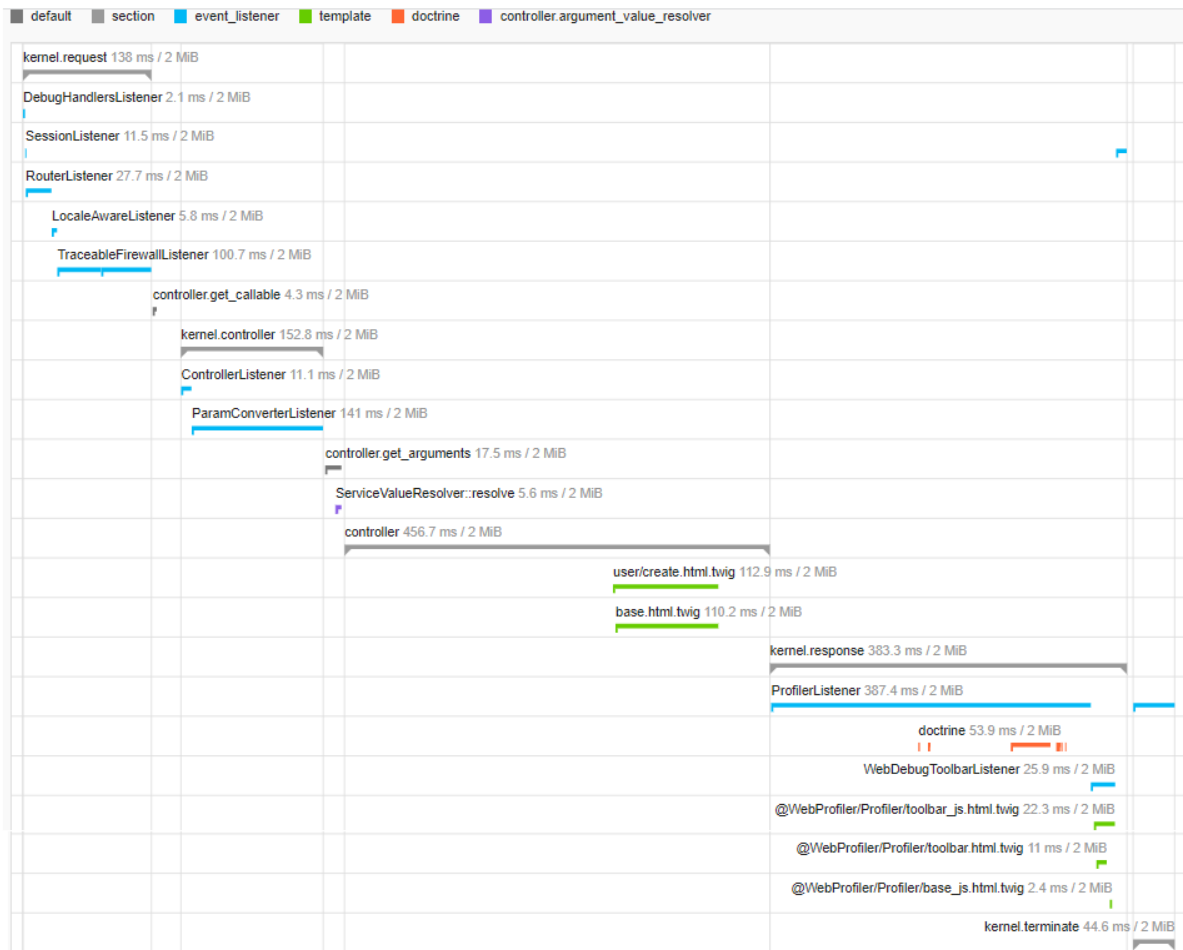 default section event_listener template doctrine controller.argument_value_resolver
kernel.request 138 ms / 2 MiB
DebugHandlersListener 2.1 ms / 2 MiB
SessionListener 11.5 ms / 2 MiB
RouterListener 27.7 ms / 2 MiB
LocaleAwareListener 5.8 ms / 2 MiB
TraceableFirewallListener 100.7 ms / 2 MiB
controller.get_callable 4.3 ms / 2 MiB
kernel.controller 152.8 ms / 2 MiB
ControllerListener 11.1 ms / 2 MiB
ParamConverterListener 141 ms / 2 MiB
controller.get_arguments 17.5 ms / 2 MiB
ServiceValueResolver::resolve 5.6 ms / 2 MiB
controller 456.7 ms / 2 MiB
user/create.html.twig 112.9 ms / 2 MiB
base.html.twig 110.2 ms / 2 MiB
kernel.response 383.3 ms / 2 MiB
ProfilerListener 387.4 ms / 2 MiB
doctrine 53.9 ms / 2 MiB
WebDebugToolbarListener 25.9 ms / 2 MiB
@WebProfiler/Profiler/toolbar_js.html.twig 22.3 ms / 2 MiB
@WebProfiler/Profiler/toolbar.html.twig 11 ms / 2 MiB
@WebProfiler/Profiler/base_js.html.twig 2.4 ms / 2 MiB
kernel.terminate 44.6 ms / 2 MiB